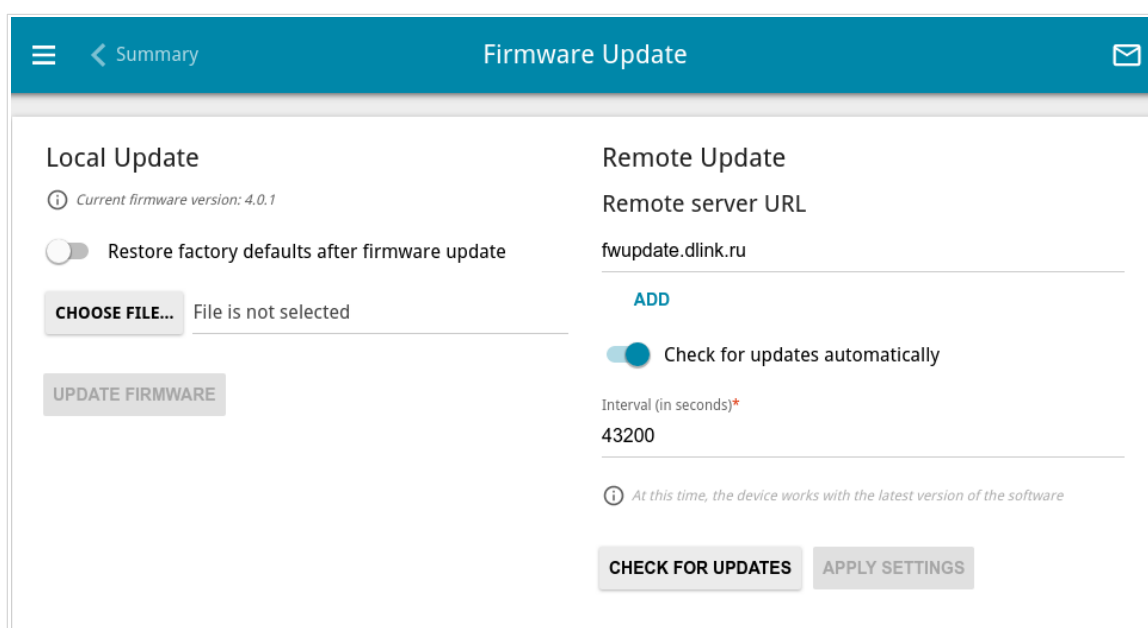 Summary
Firmware Update
Local Update
Current firmware version: 4.0.1
Restore factory defaults after firmware update
CHOOSE FILE...
File is not selected
UPDATE FIRMWARE
Remote Update
Remote server URL
fwupdate.dlink.ru
ADD
Check for updates automatically
Interval (in seconds)*
43200
At this time, the device works with the latest version of the software
CHECK FOR UPDATES
APPLY SETTINGS